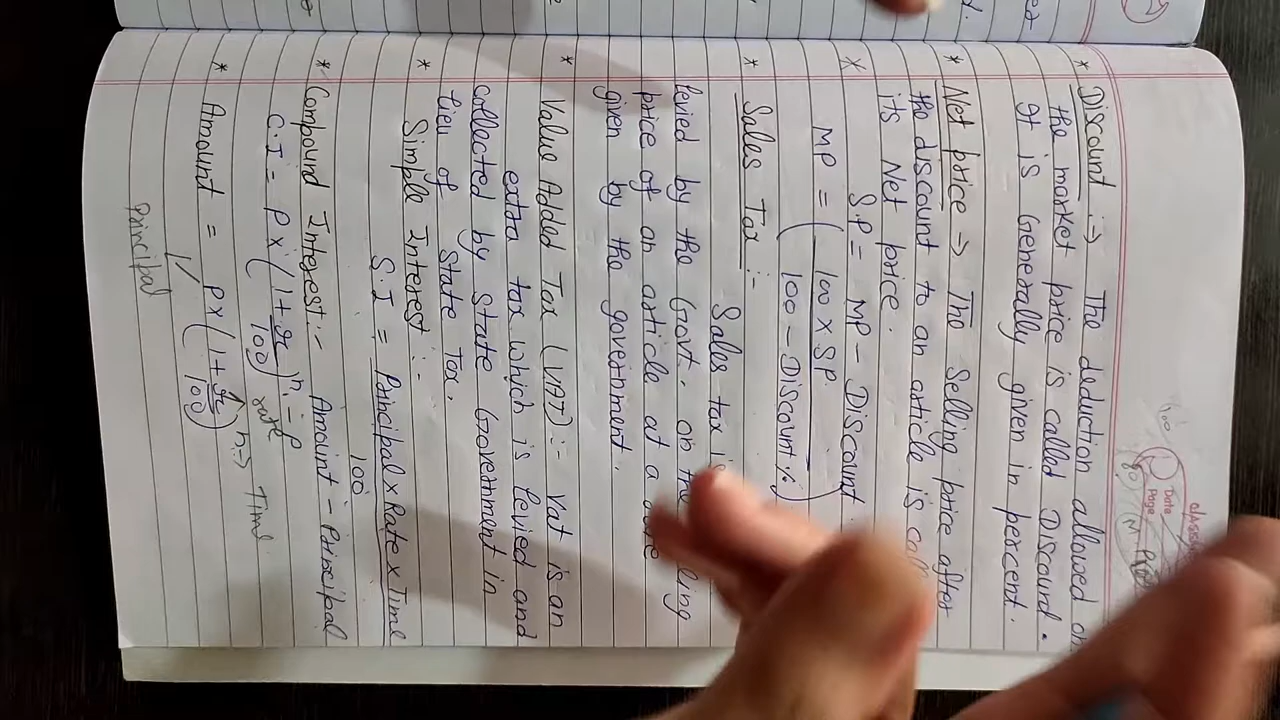 * Discount :→ The deduction allowed on
the market price is called Discount.
It is Generally given in percent.
* Net price → The Selling price after
the discount to an article is
its Net price.
* S.P = MP - Discount
MP = ( 100 × SP / 100 - Discount % )
* Sales Tax :-
Sales tax is
levied by the Govt. on the
price of an article at a
given by the government.
* Value Added Tax (VAT) :- Vat is an
extra tax which is levied and
collected by State Government in
lieu of State Tax.
* Simple Interest :-
S.I = Principal × Rate × Time
100
* Compound Interest :- Amount - Principal
C.I = P × ( 1 + r/100 )ⁿ - P
rate
n → Time
* Amount = P × ( 1 + r/100 )
Principal